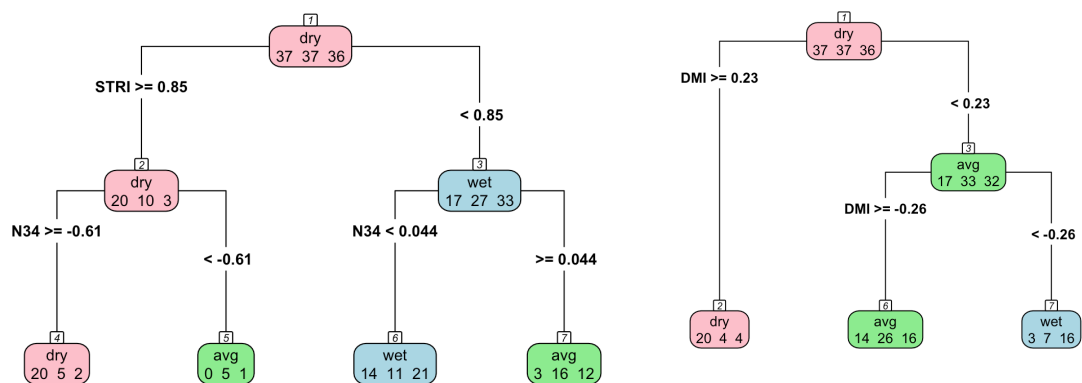 1
dry
37 37 36
STRI >= 0.85
< 0.85
2
dry
20 10 3
3
wet
17 27 33
N34 >= -0.61
< -0.61
N34 < 0.044
>= 0.044
4
dry
20 5 2
5
avg
0 5 1
6
wet
14 11 21
7
avg
3 16 12
1
dry
37 37 36
DMI >= 0.23
< 0.23
3
avg
17 33 32
DMI >= -0.26
< -0.26
2
dry
20 4 4
6
avg
14 26 16
7
wet
3 7 16